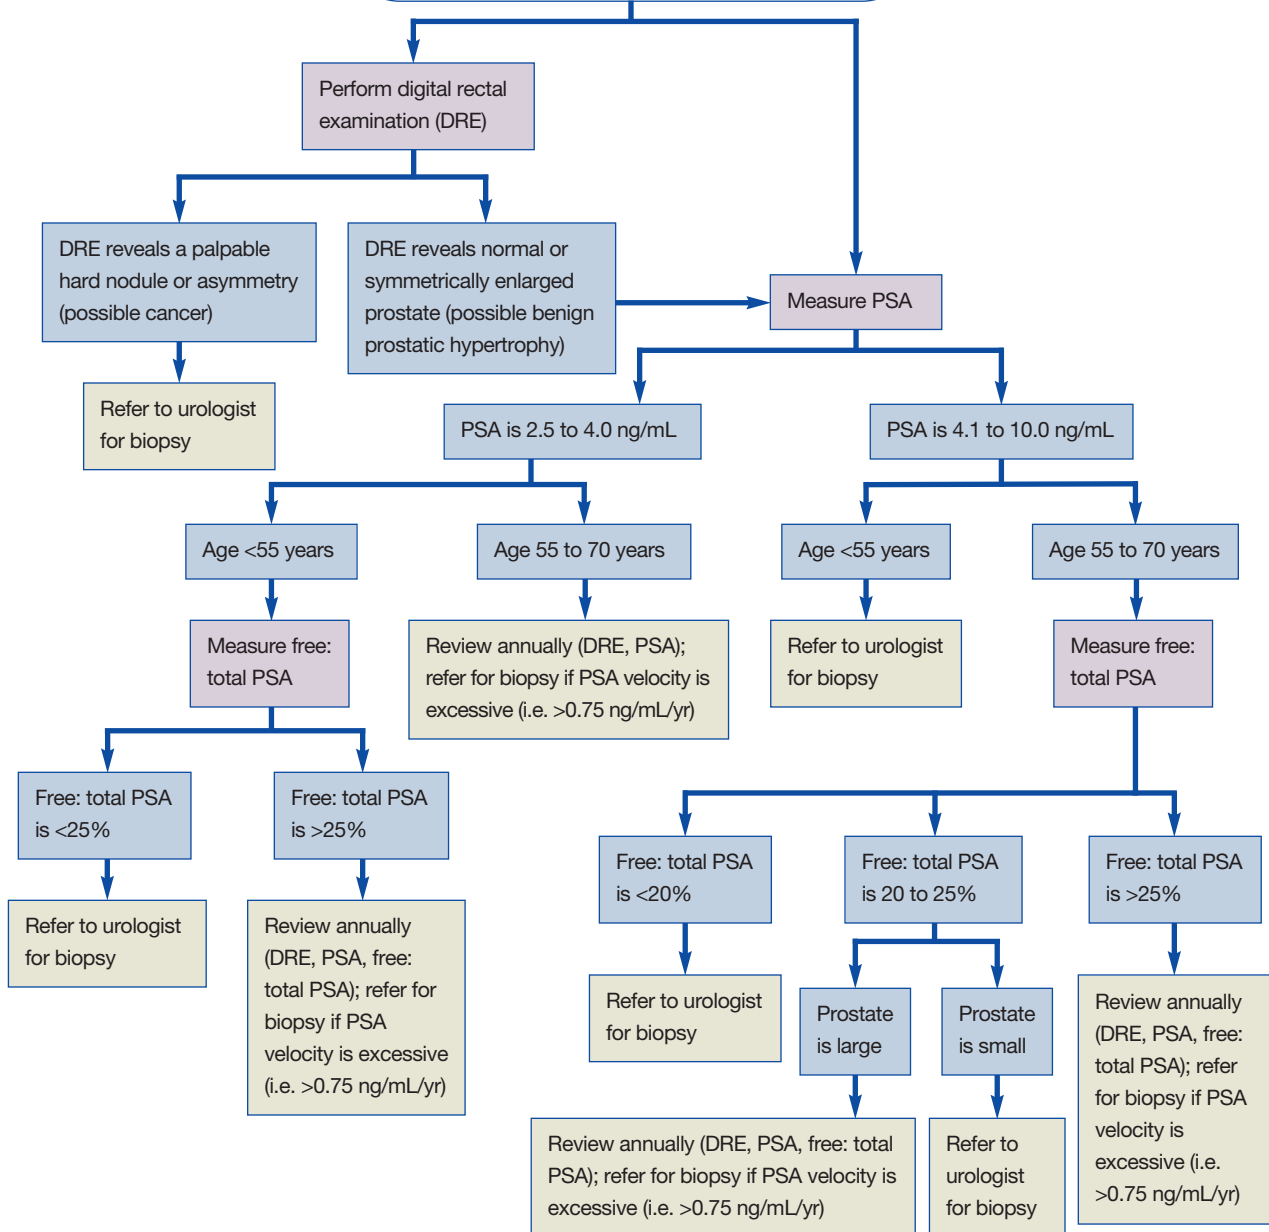 Perform digital rectal
examination (DRE)
DRE reveals a palpable
hard nodule or asymmetry
(possible cancer)
DRE reveals normal or
symmetrically enlarged
prostate (possible benign
prostatic hypertrophy)
Measure PSA
Refer to urologist
for biopsy
PSA is 2.5 to 4.0 ng/mL
PSA is 4.1 to 10.0 ng/mL
Age <55 years
Age 55 to 70 years
Age <55 years
Age 55 to 70 years
Measure free:
total PSA
Review annually (DRE, PSA);
refer for biopsy if PSA velocity is
excessive (i.e. >0.75 ng/mL/yr)
Refer to urologist
for biopsy
Measure free:
total PSA
Free: total PSA
is <25%
Free: total PSA
is >25%
Free: total PSA
is <20%
Free: total PSA
is 20 to 25%
Free: total PSA
is >25%
Refer to urologist
for biopsy
Review annually
(DRE, PSA, free:
total PSA); refer for
biopsy if PSA
velocity is excessive
(i.e. >0.75 ng/mL/yr)
Refer to urologist
for biopsy
Prostate
is large
Prostate
is small
Review annually
(DRE, PSA, free:
total PSA); refer
for biopsy if PSA
velocity is
excessive (i.e.
>0.75 ng/mL/yr)
Review annually (DRE, PSA, free: total
PSA); refer for biopsy if PSA velocity is
excessive (i.e. >0.75 ng/mL/yr)
Refer to
urologist
for biopsy